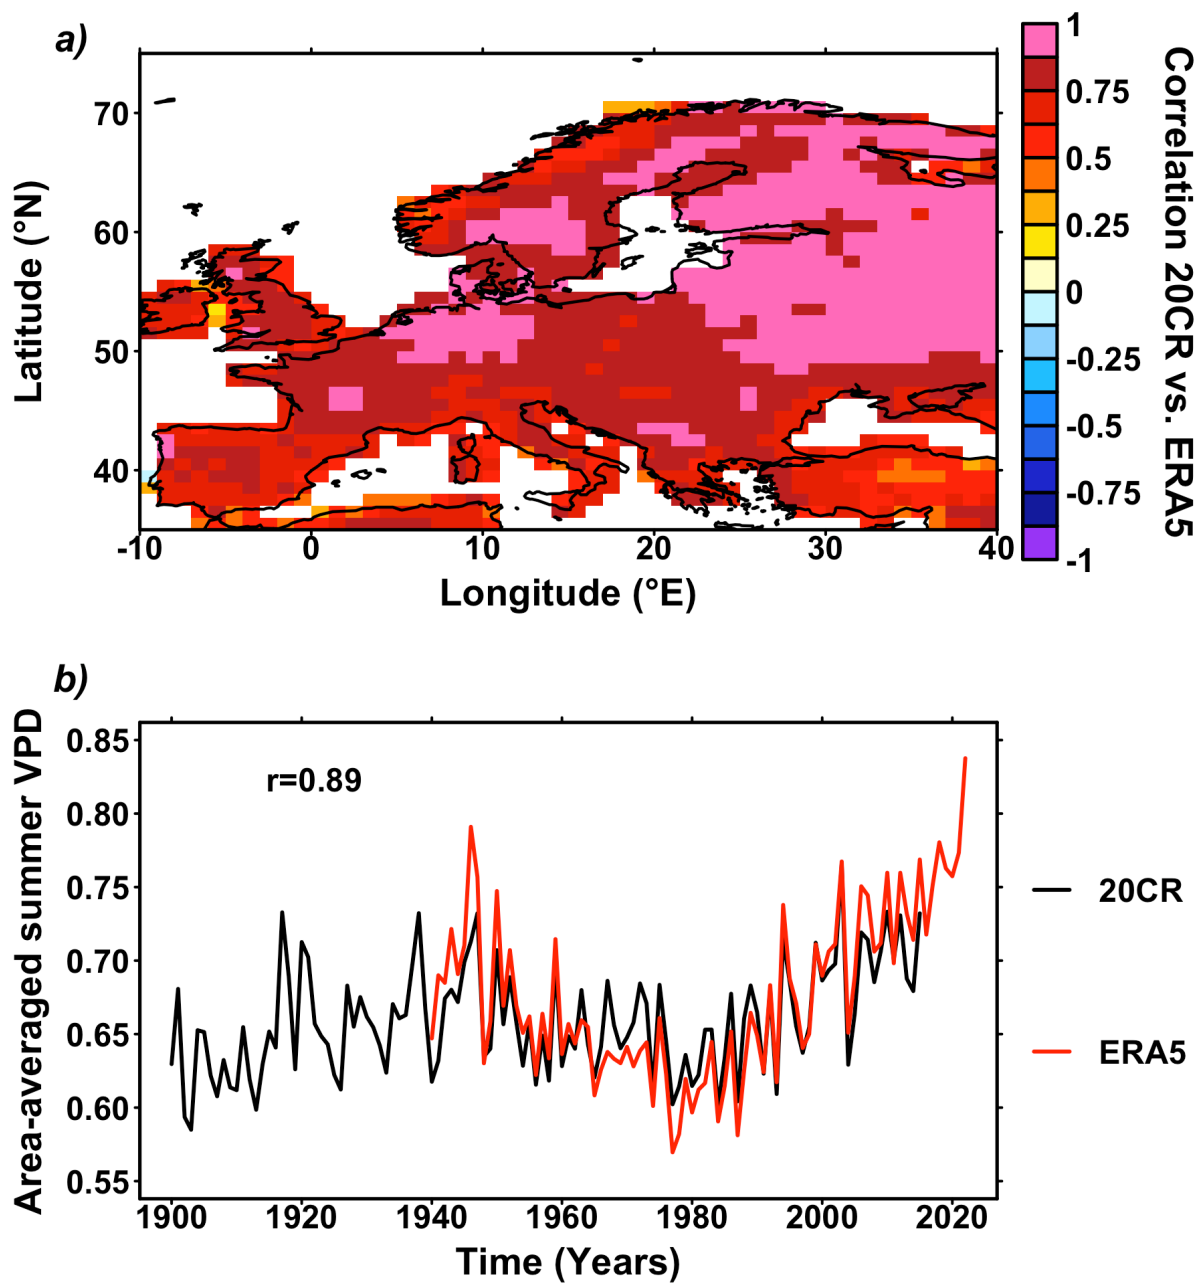 a)
70
60
50
40
Latitude (°N)
-10 0 10 20 30 40
Longitude (°E)
1
0.75
0.5
0.25
0
-0.25
-0.5
-0.75
-1
Correlation 20CR vs. ERA5
b)
0.85
0.80
0.75
0.70
0.65
0.60
0.55
Area-averaged summer VPD
r=0.89
1900 1920 1940 1960 1980 2000 2020
Time (Years)
20CR
ERA5